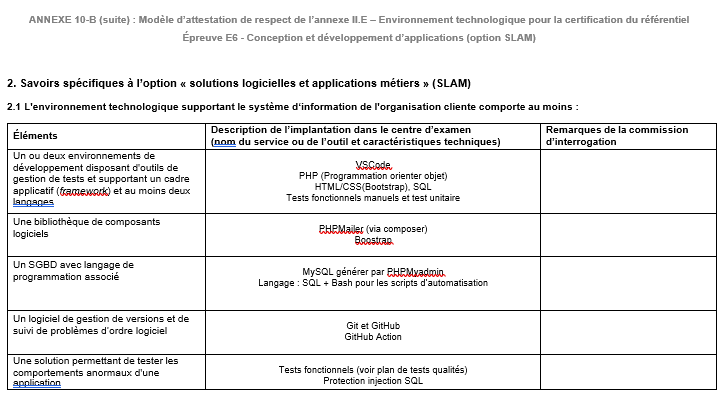 ANNEXE 10-B (suite) : Modèle d'attestation de respect de l'annexe II.E – Environnement technologique pour la certification du référentiel
Épreuve E6 - Conception et développement d'applications (option SLAM)
2. Savoirs spécifiques à l'option « solutions logicielles et applications métiers » (SLAM)
2.1 L'environnement technologique supportant le système d'information de l'organisation cliente comporte au moins :
Éléments
Description de l'implantation dans le centre d'examen
(nom du service ou de l'outil et caractéristiques techniques)
Remarques de la commission
d'interrogation
Un ou deux environnements de
développement disposant d'outils de
gestion de tests et supportant un cadre
applicatif (framework) et au moins deux
langages
VSCode
PHP (Programation orienter objet)
HTML/CSS(Bootstrap), SQL
Tests fonctionnels manuels et test unitaire
Une bibliothèque de composants
logiciels
PHPMailer (via composer)
Boostrap
Un SGBD avec langage de
programmation associé
MySQL générer par PHPMyadmin
Langage : SQL + Bash pour les scripts d'automatisation
Un logiciel de gestion de versions et de
suivi de problèmes d'ordre logiciel
Git et GitHub
GitHub Action
Une solution permettant de tester les
comportements anormaux d'une
application
Tests fonctionnels (voir plan de tests qualités)
Protection injection SQL